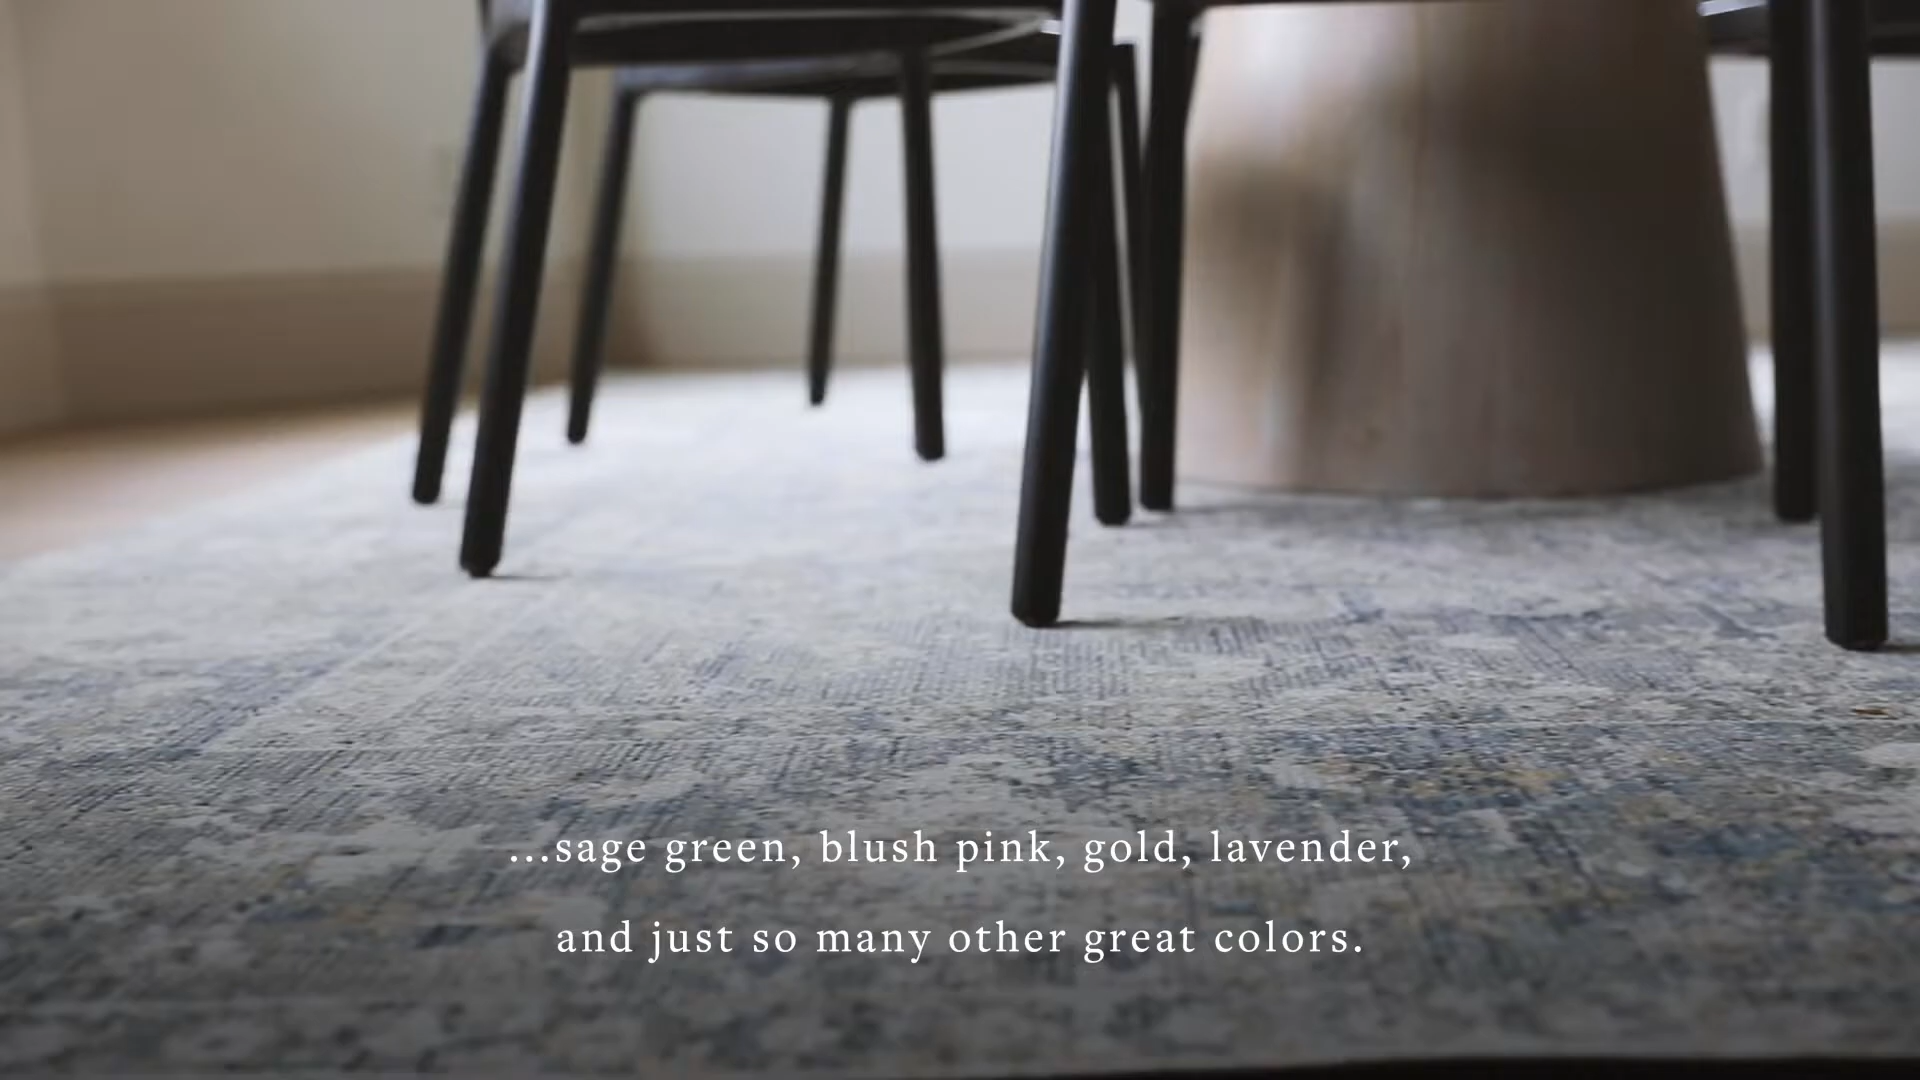 ...sage green, blush pink, gold, lavender,
and just so many other great colors.